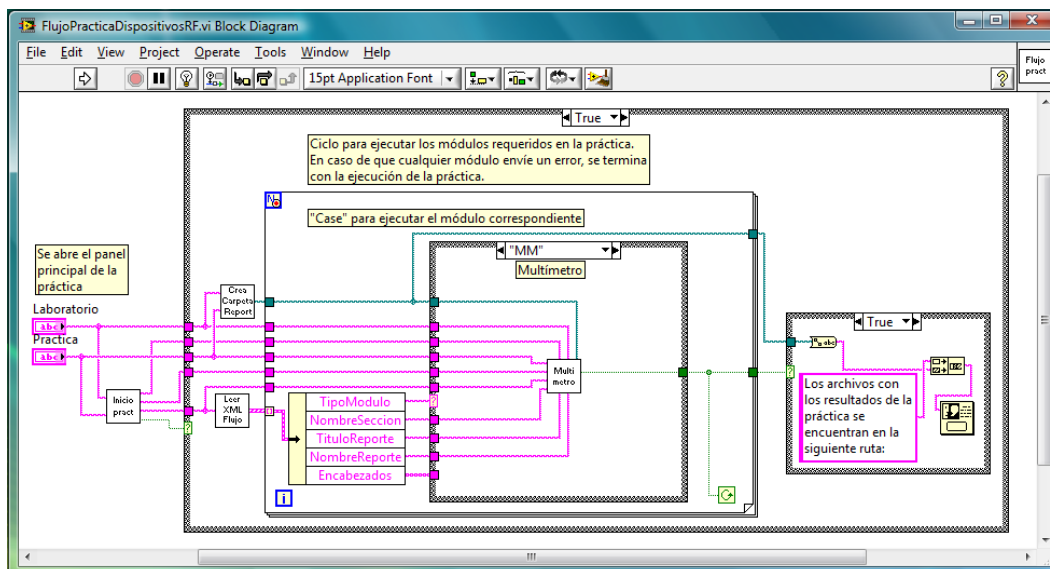 FlujoPracticaDispositivosRF.vi Block Diagram
File Edit View Project Operate Tools Window Help
15pt Application Font
Flujo
pract
True
Ciclo para ejecutar los módulos requeridos en la práctica.
En caso de que cualquier módulo envíe un error, se termina
con la ejecución de la práctica.
N
"Case" para ejecutar el módulo correspondiente
"MM"
Multímetro
Se abre el panel
principal de la
práctica
Crea
Carpeta
Report
Laboratorio
abc
Practica
abc
Inicio
pract
Leer
XML
Flujo
TipoModulo
NombreSeccion
TituloReporte
NombreReporte
Encabezados
Multi
metro
i
True
abc
Los archivos con
los resultados de la
práctica se
encuentran en la
siguiente ruta: